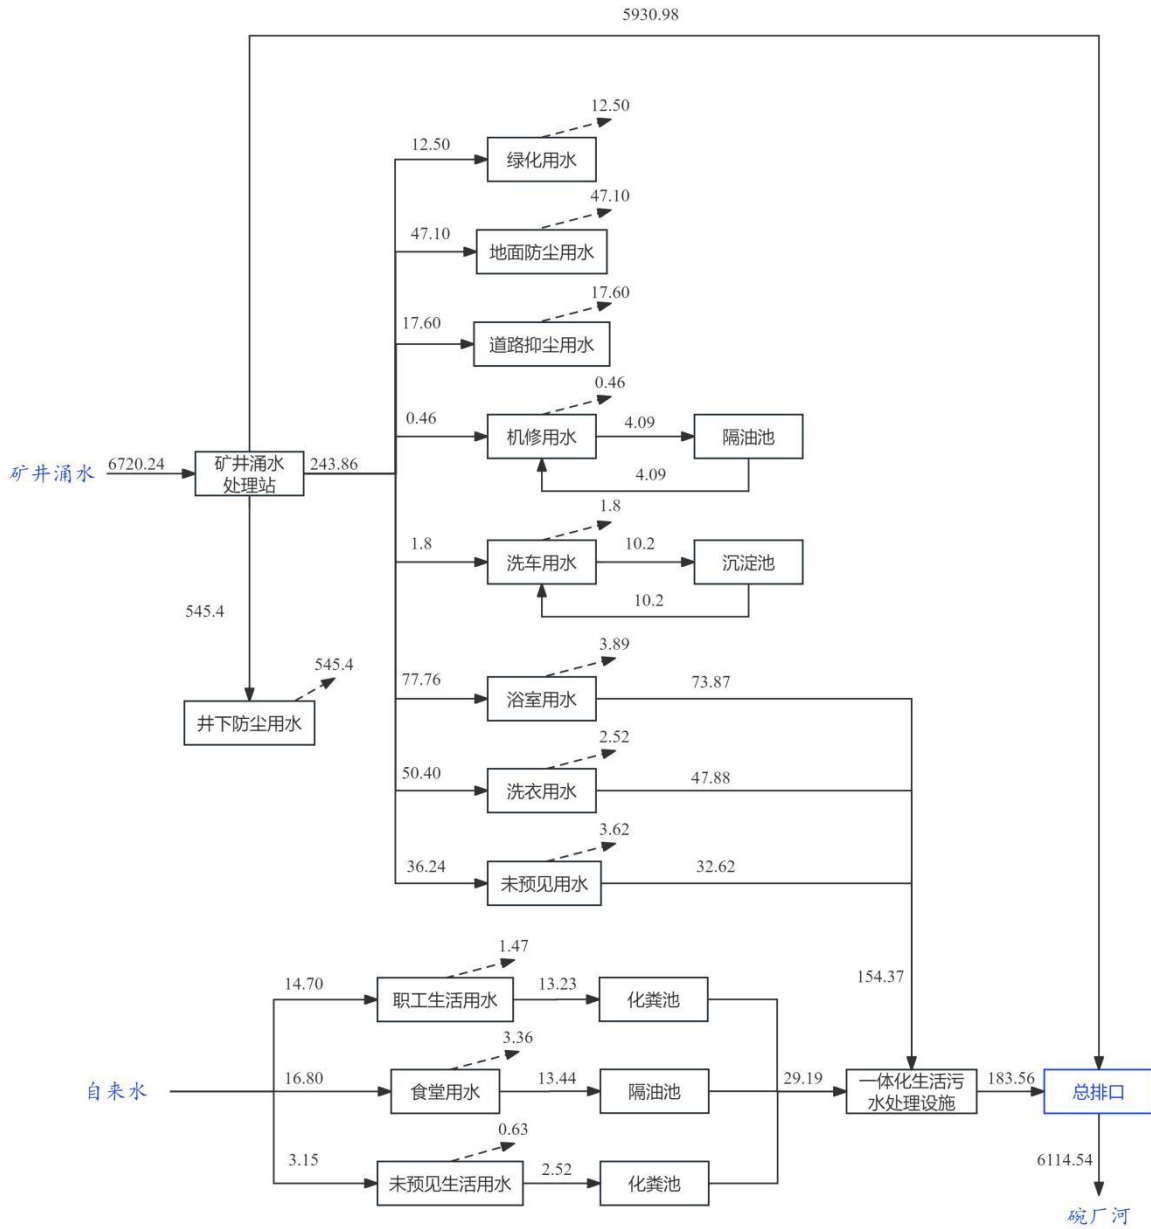 5930.98
12.50
12.50
绿化用水
47.10
47.10
地面防尘用水
17.60
17.60
道路抑尘用水
0.46
0.46
机修用水
4.09
隔油池
4.09
矿井涌水
6720.24
矿井涌水
处理站
243.86
1.8
1.8
洗车用水
10.2
沉淀池
10.2
545.4
545.4
井下防尘用水
3.89
77.76
浴室用水
73.87
2.52
50.40
洗衣用水
47.88
3.62
36.24
未预见用水
32.62
154.37
1.47
14.70
职工生活用水
13.23
化粪池
自来水
3.36
16.80
食堂用水
13.44
隔油池
29.19
一体化生活污
水处理设施
183.56
总排口
0.63
3.15
未预见生活用水
2.52
化粪池
6114.54
碗厂河